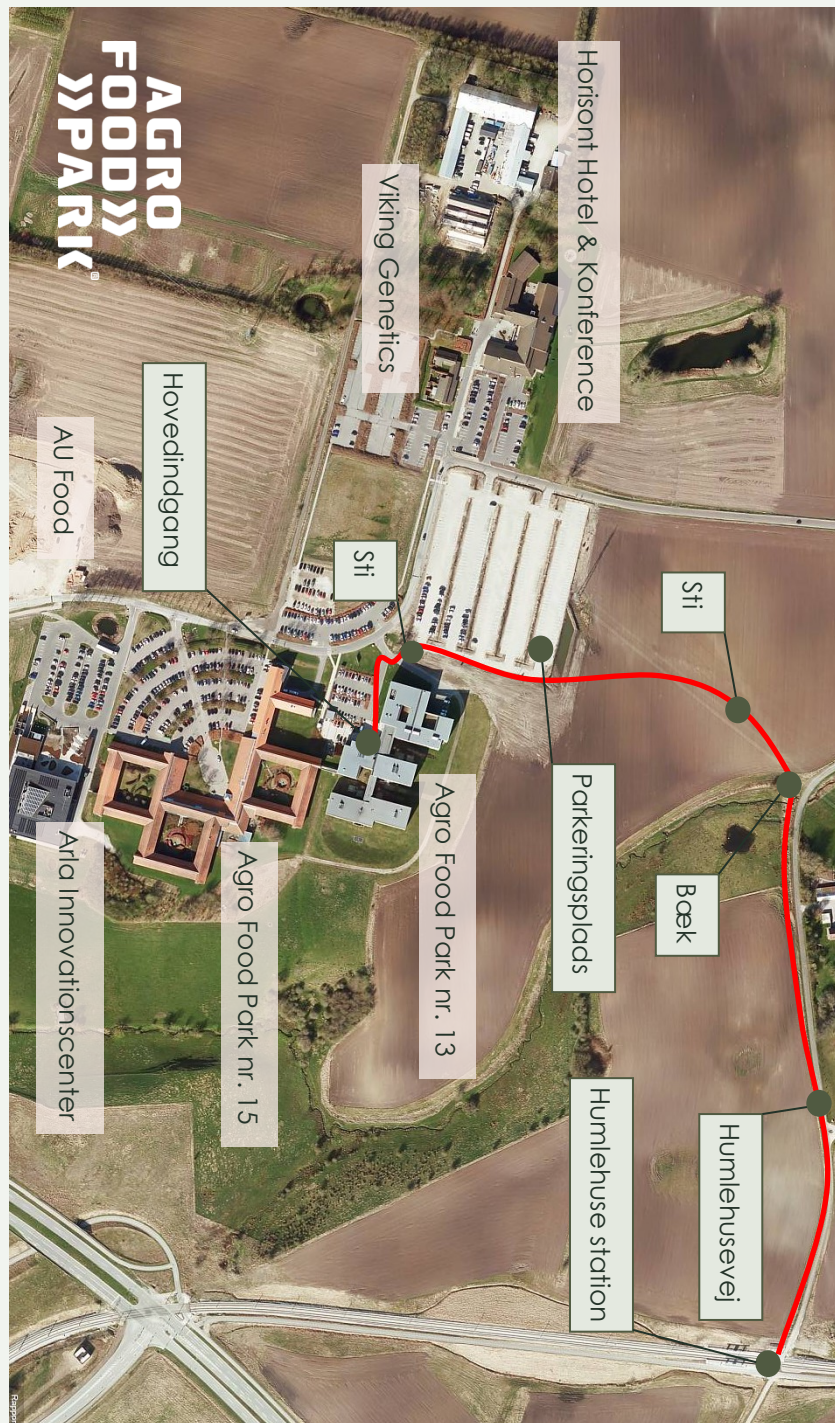 Humlehusevej
Sti
Bæk
Humlehuse station
Horisont Hotel & Konference
Parkeringsplads
Agro Food Park nr. 13
Viking Genetics
Sti
Agro Food Park nr. 15
Hovedindgang
AGRO
FOOD»
»PARK®
Arla Innovationscenter
AU Food